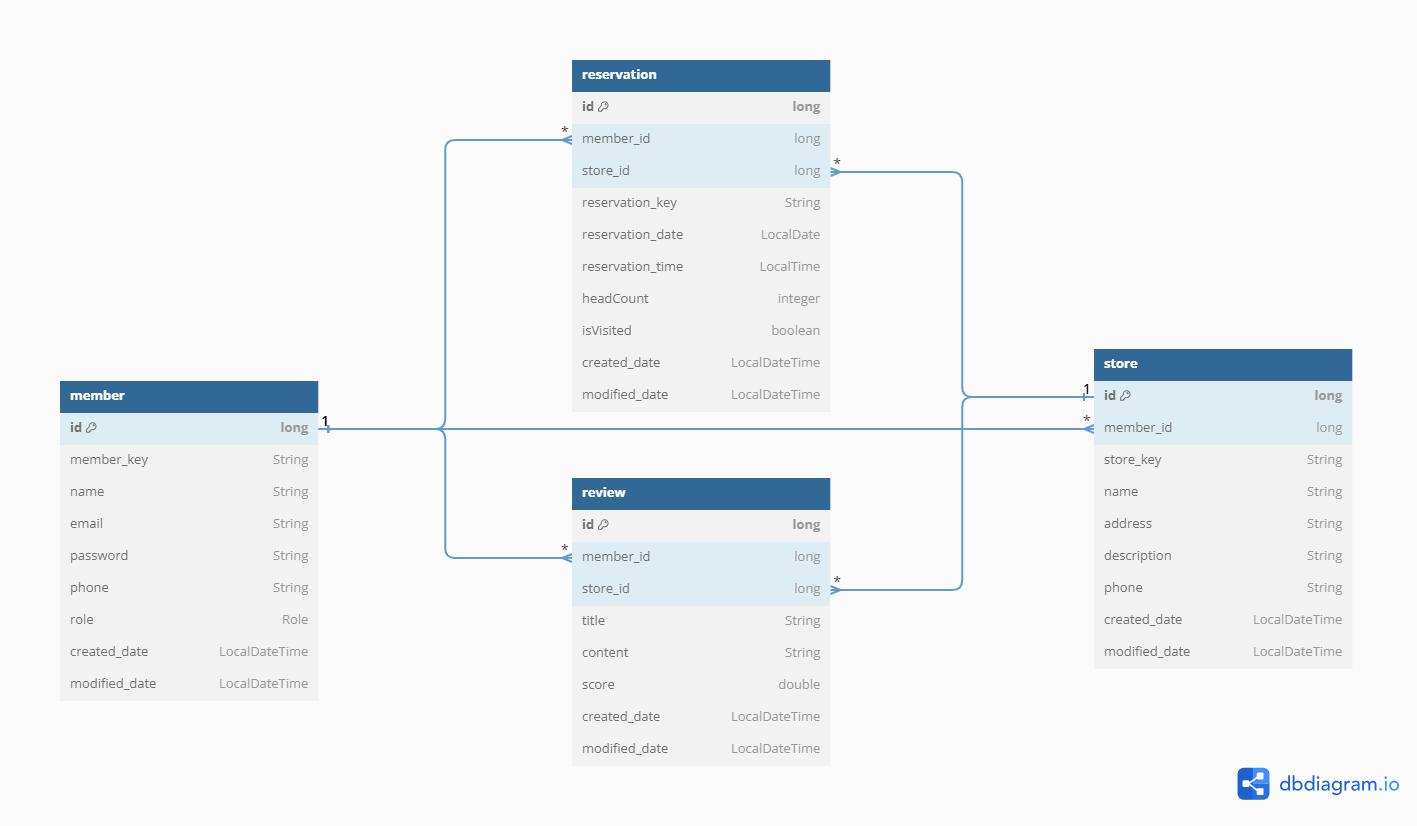 reservation
id long
* member_id long
store_id long *
reservation_key String
reservation_date LocalDate
reservation_time LocalTime
headCount integer
isVisited boolean
created_date LocalDateTime
modified_date LocalDateTime
member
id long 1
member_key String
name String
email String
password String
phone String
role Role
created_date LocalDateTime
modified_date LocalDateTime
review
id long
* member_id long
store_id long *
title String
content String
score double
created_date LocalDateTime
modified_date LocalDateTime
store
1 id long
* member_id long
store_key String
name String
address String
description String
phone String
created_date LocalDateTime
modified_date LocalDateTime
dbdiagram.io